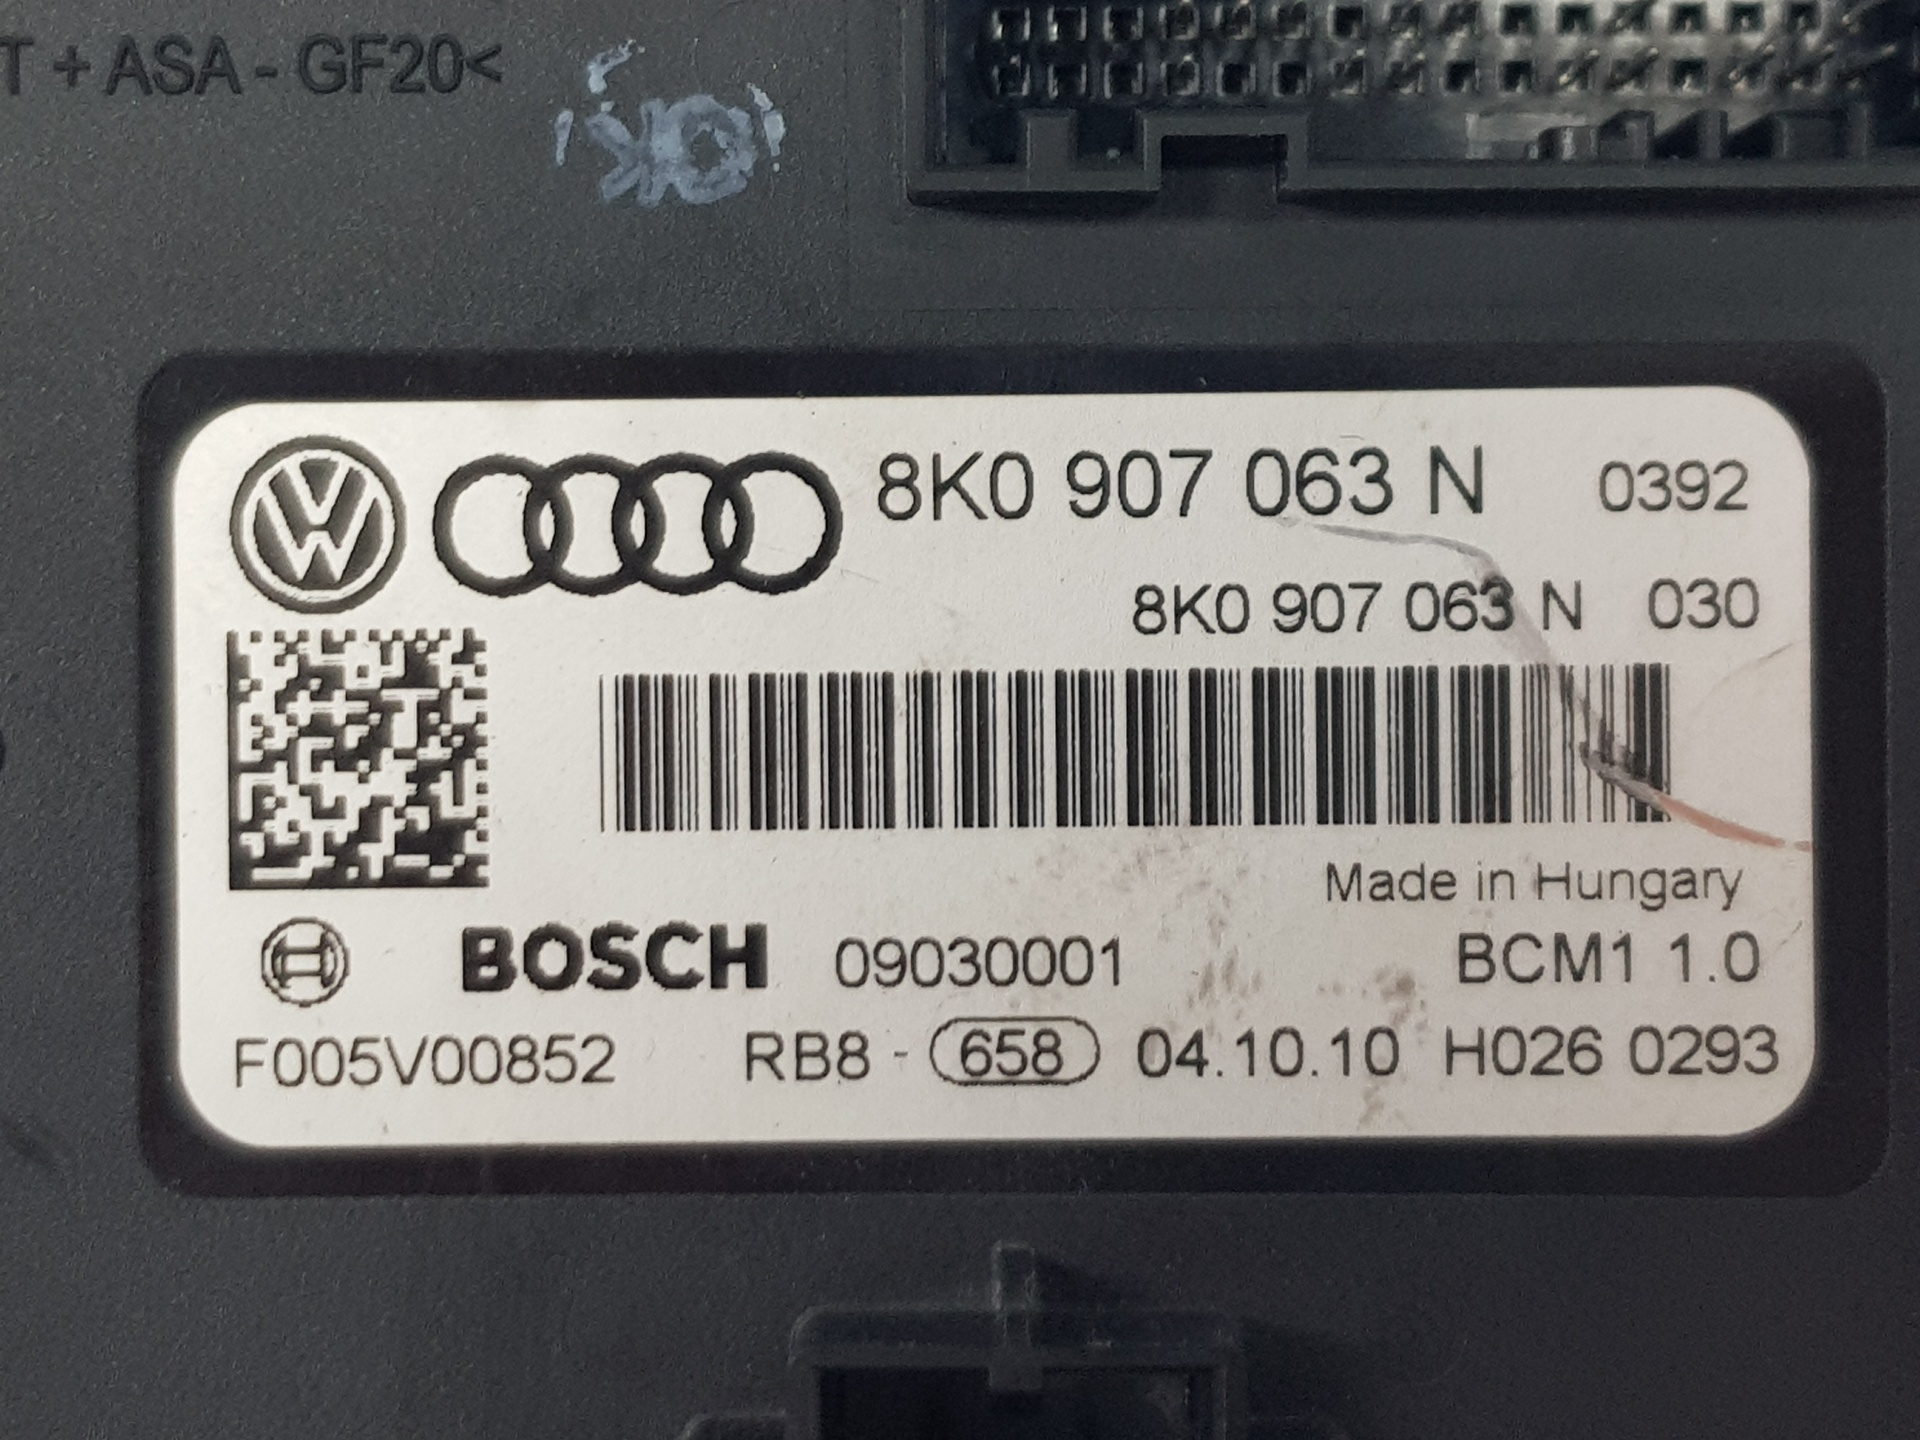 T + ASA - GF20<
OK
8K0 907 063 N 0392
8K0 907 063 N 030
Made in Hungary
BOSCH 09030001 BCM1 1.0
F005V00852 RB8 - 658 04.10.10 H026 0293